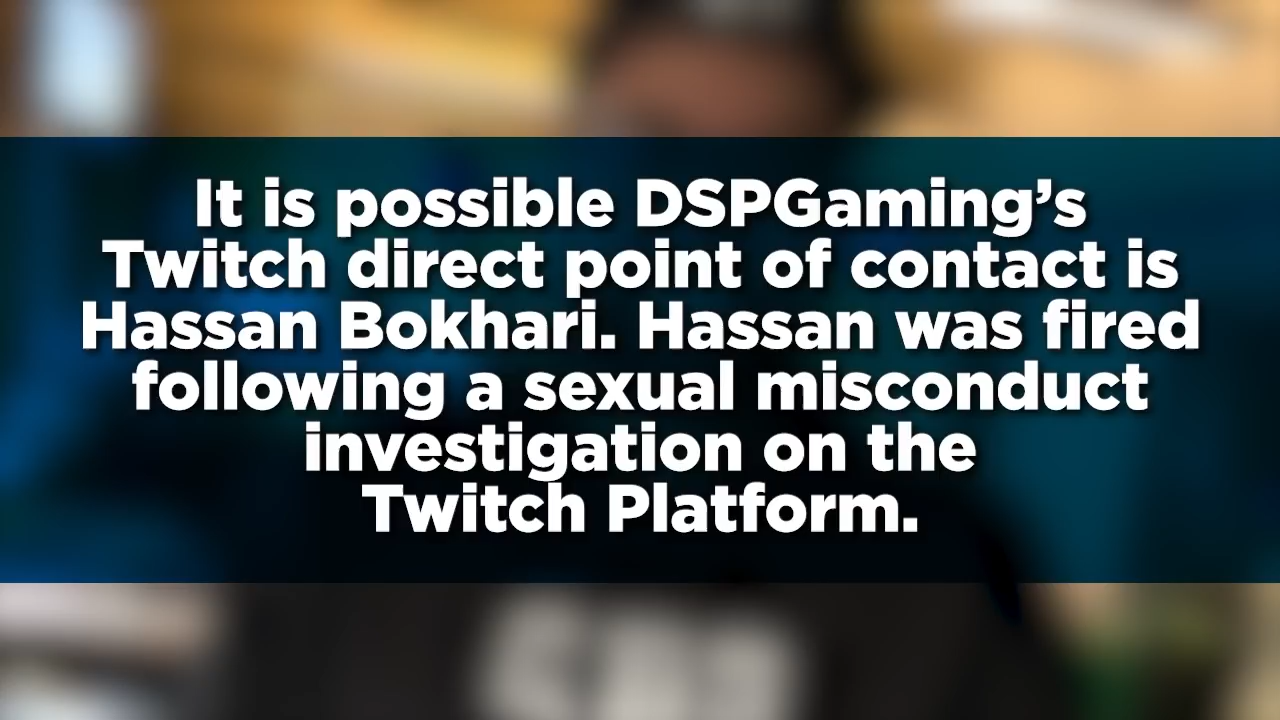 It is possible DSPGaming’s
Twitch direct point of contact is
Hassan Bokhari. Hassan was fired
following a sexual misconduct
investigation on the
Twitch Platform.